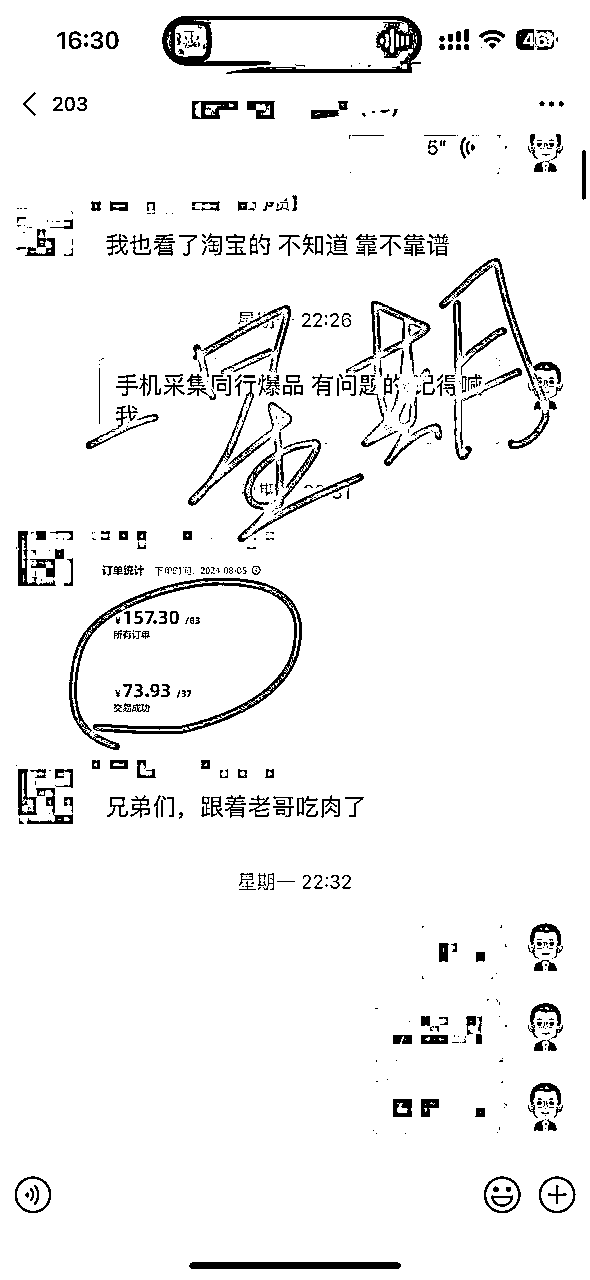 16:30
46
203
5"
我也看了淘宝的 不知道 靠不靠谱
星期一 22:26
手机采集同行爆品 有问题的 记得喊
我
星期一
订单统计 下单时间: 2024-08-05
¥157.30 /83
所有订单
¥73.93 /37
交易成功
兄弟们，跟着老哥吃肉了
星期一 22:32